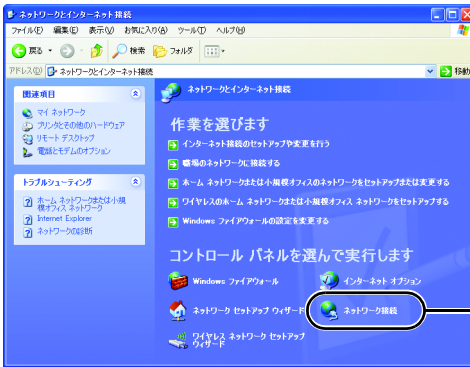 ネットワークとインターネット接続
ファイル(F) 編集(E) 表示(V) お気に入り(A) ツール(T) ヘルプ(H)
戻る 検索 フォルダ
アドレス(D) ネットワークとインターネット接続 移動
関連項目
マイ ネットワーク
プリンタとその他のハードウェア
リモート デスクトップ
電話とモデムのオプション
トラブルシューティング
ホーム ネットワークまたは小規
模オフィス ネットワーク
Internet Explorer
ネットワークの診断
ネットワークとインターネット接続
作業を選びます
インターネット接続のセットアップや変更を行う
職場のネットワークに接続する
ホーム ネットワークまたは小規模オフィスのネットワークをセットアップまたは変更する
ワイヤレスのホーム ネットワークまたは小規模オフィス ネットワークをセットアップする
Windows ファイアウォールの設定を変更する
コントロール パネルを選んで実行します
Windows ファイアウォール インターネット オプション
ネットワーク セットアップ ウィザード ネットワーク接続
ワイヤレス ネットワーク セットアップ
ウィザード